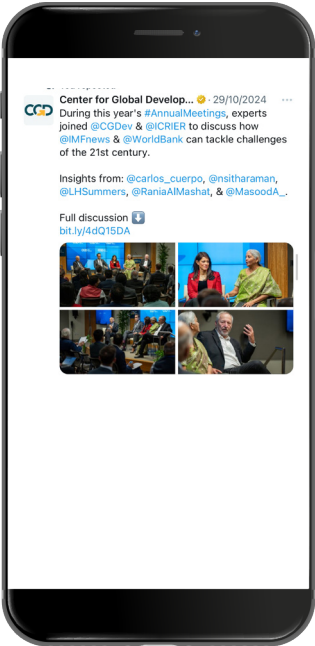 CGD
Center for Global Develop... · 29/10/2024 ···
During this year's #AnnualMeetings, experts
joined @CGDev & @ICRIER to discuss how
@IMFnews & @WorldBank can tackle challenges
of the 21st century.
Insights from: @carlos_cuerpo, @nsitharaman,
@LHSummers, @RaniaAlMashat, & @MasoodA_.
Full discussion ⬇️
bit.ly/4dQ15DA